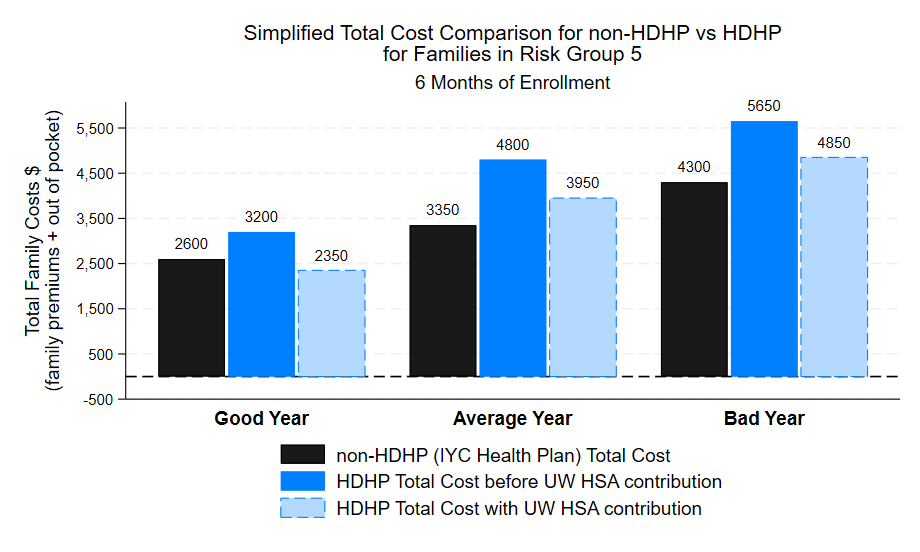 Simplified Total Cost Comparison for non-HDHP vs HDHP
for Families in Risk Group 5
6 Months of Enrollment
Total Family Costs $
(family premiums + out of pocket)
5,500
4,500
3,500
2,500
1,500
500
-500
2600
3200
2350
3350
4800
3950
4300
5650
4850
Good Year
Average Year
Bad Year
non-HDHP (IYC Health Plan) Total Cost
HDHP Total Cost before UW HSA contribution
HDHP Total Cost with UW HSA contribution